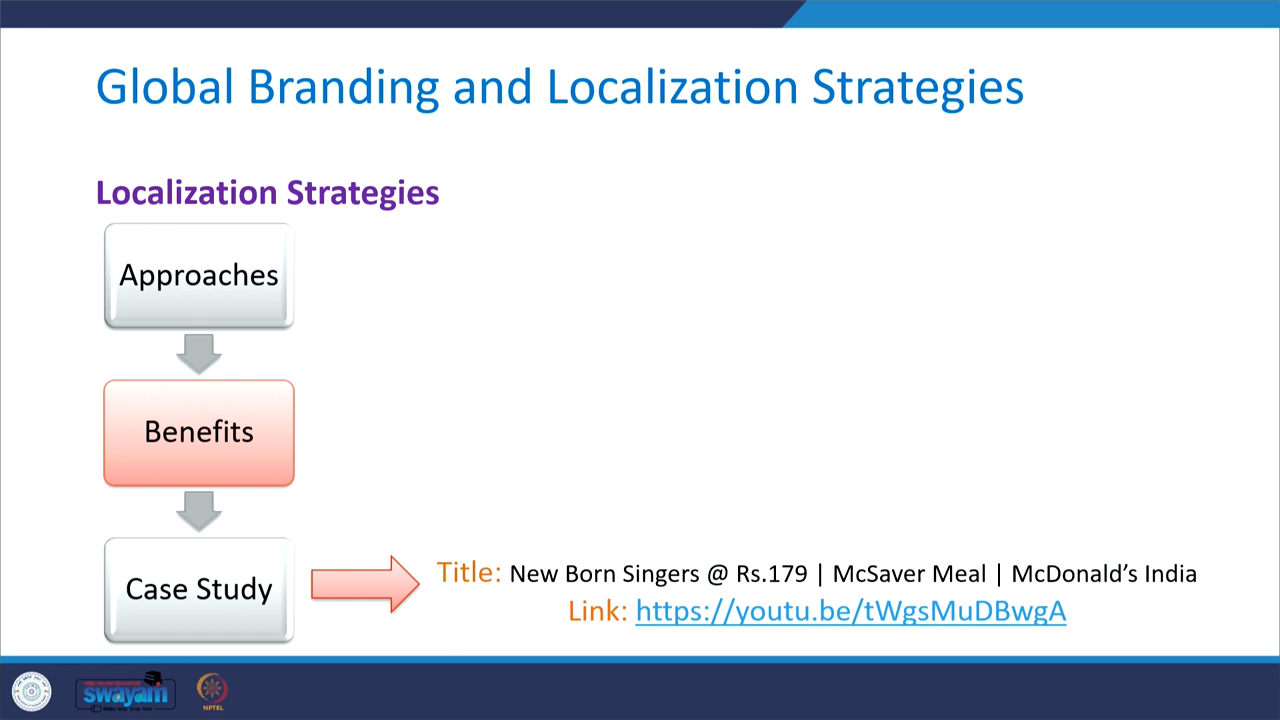 Global Branding and Localization Strategies
Localization Strategies
Approaches
Benefits
Case Study
Title: New Born Singers @ Rs.179 | McSaver Meal | McDonald’s India
Link: https://youtu.be/tWgsMuDBwgA
swayam
NPTEL